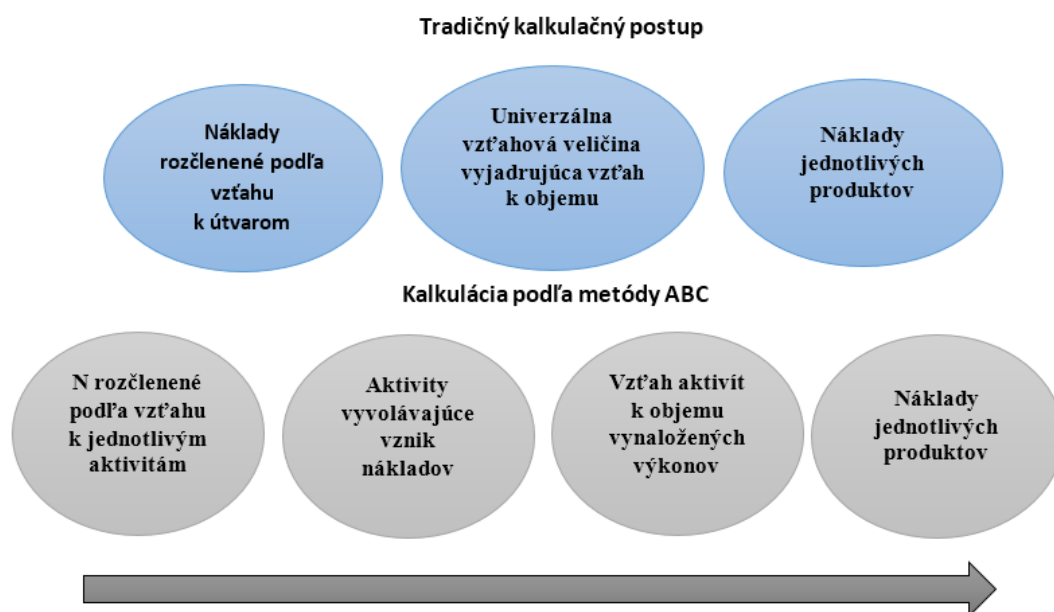 Tradičný kalkulačný postup
Náklady
rozčlenené podľa
vzťahu
k útvarom
Univerzálna
vzťahová veličina
vyjadrujúca vzťah
k objemu
Náklady
jednotlivých
produktov
Kalkulácia podľa metódy ABC
N rozčlenené
podľa vzťahu
k jednotlivým
aktivitám
Aktivity
vyvolávajúce
vznik
nákladov
Vzťah aktivít
k objemu
vynaložených
výkonov
Náklady
jednotlivých
produktov